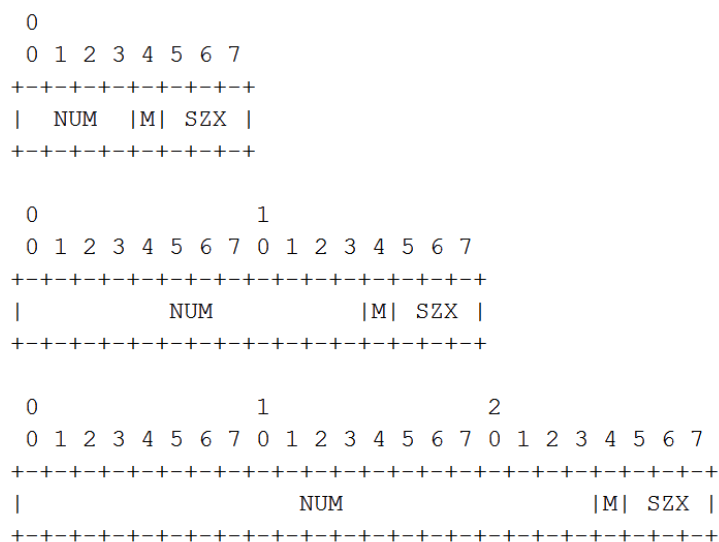 0
 0 1 2 3 4 5 6 7
+-+-+-+-+-+-+-+-+
|  NUM  |M| SZX |
+-+-+-+-+-+-+-+-+
 0               1
 0 1 2 3 4 5 6 7 0 1 2 3 4 5 6 7
+-+-+-+-+-+-+-+-+-+-+-+-+-+-+-+-+
|          NUM          |M| SZX |
+-+-+-+-+-+-+-+-+-+-+-+-+-+-+-+-+
 0               1               2
 0 1 2 3 4 5 6 7 0 1 2 3 4 5 6 7 0 1 2 3 4 5 6 7
+-+-+-+-+-+-+-+-+-+-+-+-+-+-+-+-+-+-+-+-+-+-+-+-+
|                   NUM                 |M| SZX |
+-+-+-+-+-+-+-+-+-+-+-+-+-+-+-+-+-+-+-+-+-+-+-+-+